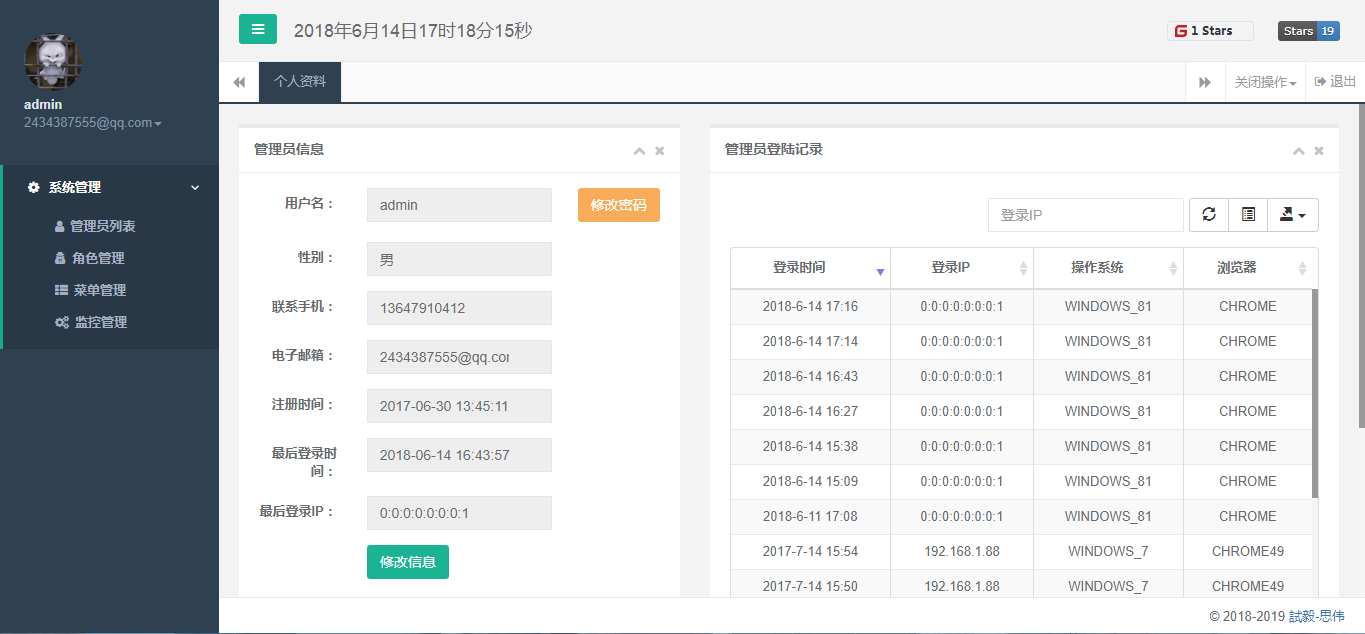 2018年6月14日17时18分15秒
1 Stars
Stars 19
admin
2434387555@qq.com
个人资料
关闭操作
退出
系统管理
管理员列表
角色管理
菜单管理
监控管理
管理员信息
用户名：
admin
修改密码
性别：
男
联系手机：
13647910412
电子邮箱：
2434387555@qq.com
注册时间：
2017-06-30 13:45:11
最后登录时
间：
2018-06-14 16:43:57
最后登录IP：
0:0:0:0:0:0:0:1
修改信息
管理员登陆记录
登录IP
登录时间 登录IP 操作系统 浏览器
2018-6-14 17:16 0:0:0:0:0:0:0:1 WINDOWS_81 CHROME
2018-6-14 17:14 0:0:0:0:0:0:0:1 WINDOWS_81 CHROME
2018-6-14 16:43 0:0:0:0:0:0:0:1 WINDOWS_81 CHROME
2018-6-14 16:27 0:0:0:0:0:0:0:1 WINDOWS_81 CHROME
2018-6-14 15:38 0:0:0:0:0:0:0:1 WINDOWS_81 CHROME
2018-6-14 15:09 0:0:0:0:0:0:0:1 WINDOWS_81 CHROME
2018-6-11 17:08 0:0:0:0:0:0:0:1 WINDOWS_81 CHROME
2017-7-14 15:54 192.168.1.88 WINDOWS_7 CHROME49
2017-7-14 15:50 192.168.1.88 WINDOWS_7 CHROME49
© 2018-2019 試毅-思伟